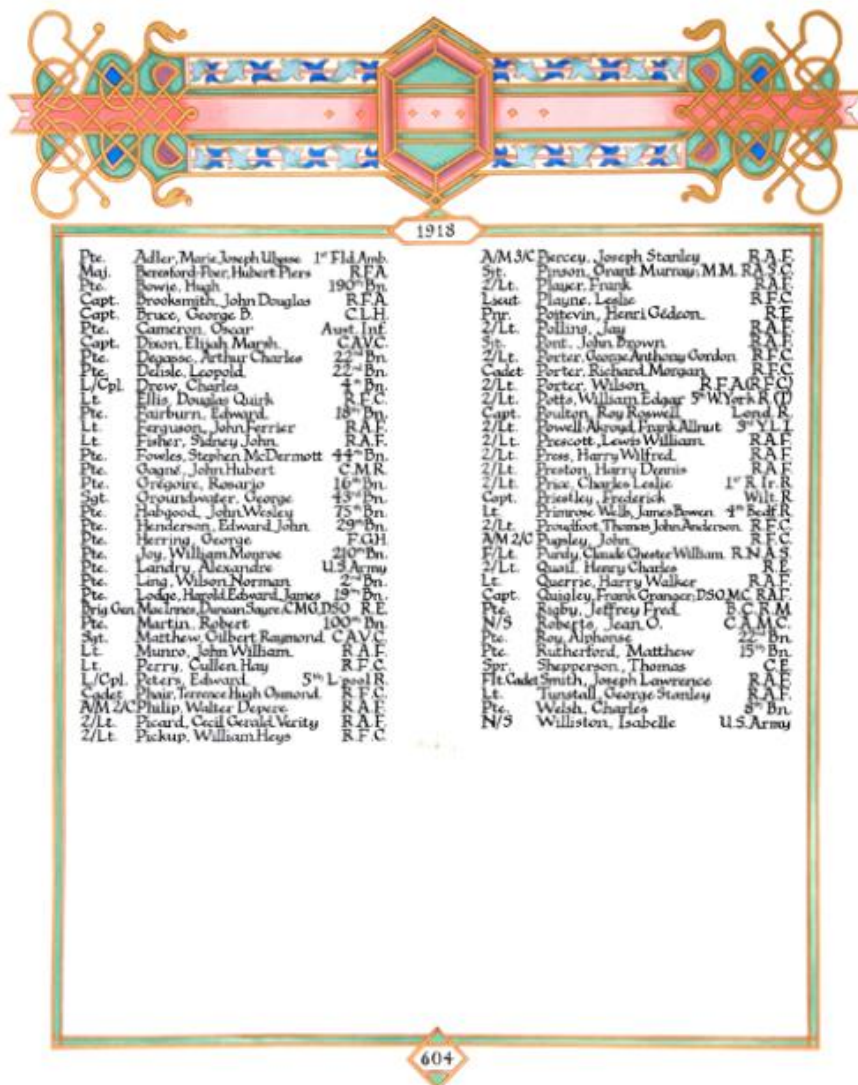 1918
Pte. Adler, Marie Joseph Ulysse 1st Fld. Amb.
Maj. Beresford-Poer, Hubert Piers R.F.A.
Pte. Bowie, Hugh 190th Bn.
Capt. Brooksmith, John Douglas R.F.A.
Capt. Bruce, George B. C.L.H.
Pte. Cameron, Oscar Aust. Inf.
Capt. Dixon, Elijah Marsh C.A.V.C.
Pte. Degasse, Arthur Charles 22nd Bn.
Pte. Delisle, Leopold 22nd Bn.
L/Cpl. Drew, Charles 4th Bn.
Lt. Ellis, Douglas Quirk R.F.C.
Pte. Fairburn, Edward 18th Bn.
Lt. Ferguson, John Ferrier R.A.F.
Lt. Fisher, Sidney John R.A.F.
Pte. Fowles, Stephen McDermott 44th Bn.
Pte. Gagné, John Hubert C.M.R.
Pte. Grégoire, Rosario 16th Bn.
Sgt. Groundwater, George 43rd Bn.
Pte. Habgood, John Wesley 75th Bn.
Pte. Henderson, Edward John 29th Bn.
Pte. Herring, George F.G.H.
Pte. Joy, William Monroe 210th Bn.
Pte. Landry, Alexandre U.S. Army
Pte. Ling, Wilson Norman 2nd Bn.
Pte. Lodge, Harold Edward James 19th Bn.
Brig. Gen. MacInnes, Duncan Sayre, C.M.G., D.S.O. R.E.
Pte. Martin, Robert 100th Bn.
Sgt. Matthew, Gilbert Raymond C.A.V.C.
Lt. Munro, John William R.A.F.
Lt. Perry, Cullen Hay R.F.C.
L/Cpl. Peters, Edward 5th L'pool R.
Cadet Phair, Terrence Hugh Osmond R.F.C.
A/M 2/C Philip, Walter Depere R.A.F.
2/Lt. Picard, Cecil Gerald Verity R.A.F.
2/Lt. Pickup, William Heys R.F.C.
A/M 3/C Piercey, Joseph Stanley R.A.F.
Sjt. Pinson, Grant Murray; M.M. R.A.S.C.
2/Lt. Player, Frank R.A.F.
Lieut Playne, Leslie R.F.C.
Pnr. Poitevin, Henri Gédeon R.E.
2/Lt. Pollins, Jay R.A.F.
Sjt. Pont, John Brown R.A.F.
2/Lt. Porter, George Anthony Gordon R.F.C.
Cadet Porter, Richard Morgan R.F.C.
2/Lt. Porter, Wilson R.F.A.(R.F.C.)
2/Lt. Potts, William Edgar 5th W.York R.(T)
Capt. Poulton, Roy Roswell Lond. R.
2/Lt. Powell-Akroyd, Frank Allnut 3rd Y.L.I.
2/Lt. Prescott, Lewis William R.A.F.
2/Lt. Press, Harry Wilfred R.A.F.
2/Lt. Preston, Harry Dennis R.A.F.
2/Lt. Price, Charles Leslie 1st R. Ir. R.
Capt. Priestley, Frederick Wilt. R.
Lt. Primrose Wells, James Bowen 4th Bedf. R.
2/Lt. Proudfoot, Thomas John Anderson R.F.C.
A/M 2/C Pugsley, John R.F.C.
F/Lt. Purdy, Claude Chester William R.N.A.S.
2/Lt. Quail, Henry Charles R.E.
Lt. Querrie, Harry Walker R.A.F.
Capt. Quigley, Frank Granger; D.S.O., M.C. R.A.F.
Pte. Rigby, Jeffrey Fred B.C.R.M
N/S Roberts, Jean O. C.A.M.C.
Pte. Roy, Alphonse 22nd Bn.
Pte. Rutherford, Matthew 15th Bn.
Spr. Shepperson, Thomas C.E.
Flt. Cadet Smith, Joseph Lawrence R.A.F.
Lt. Tunstall, George Stanley R.A.F.
Pte. Welsh, Charles 8th Bn.
N/S Williston, Isabelle U.S. Army
604